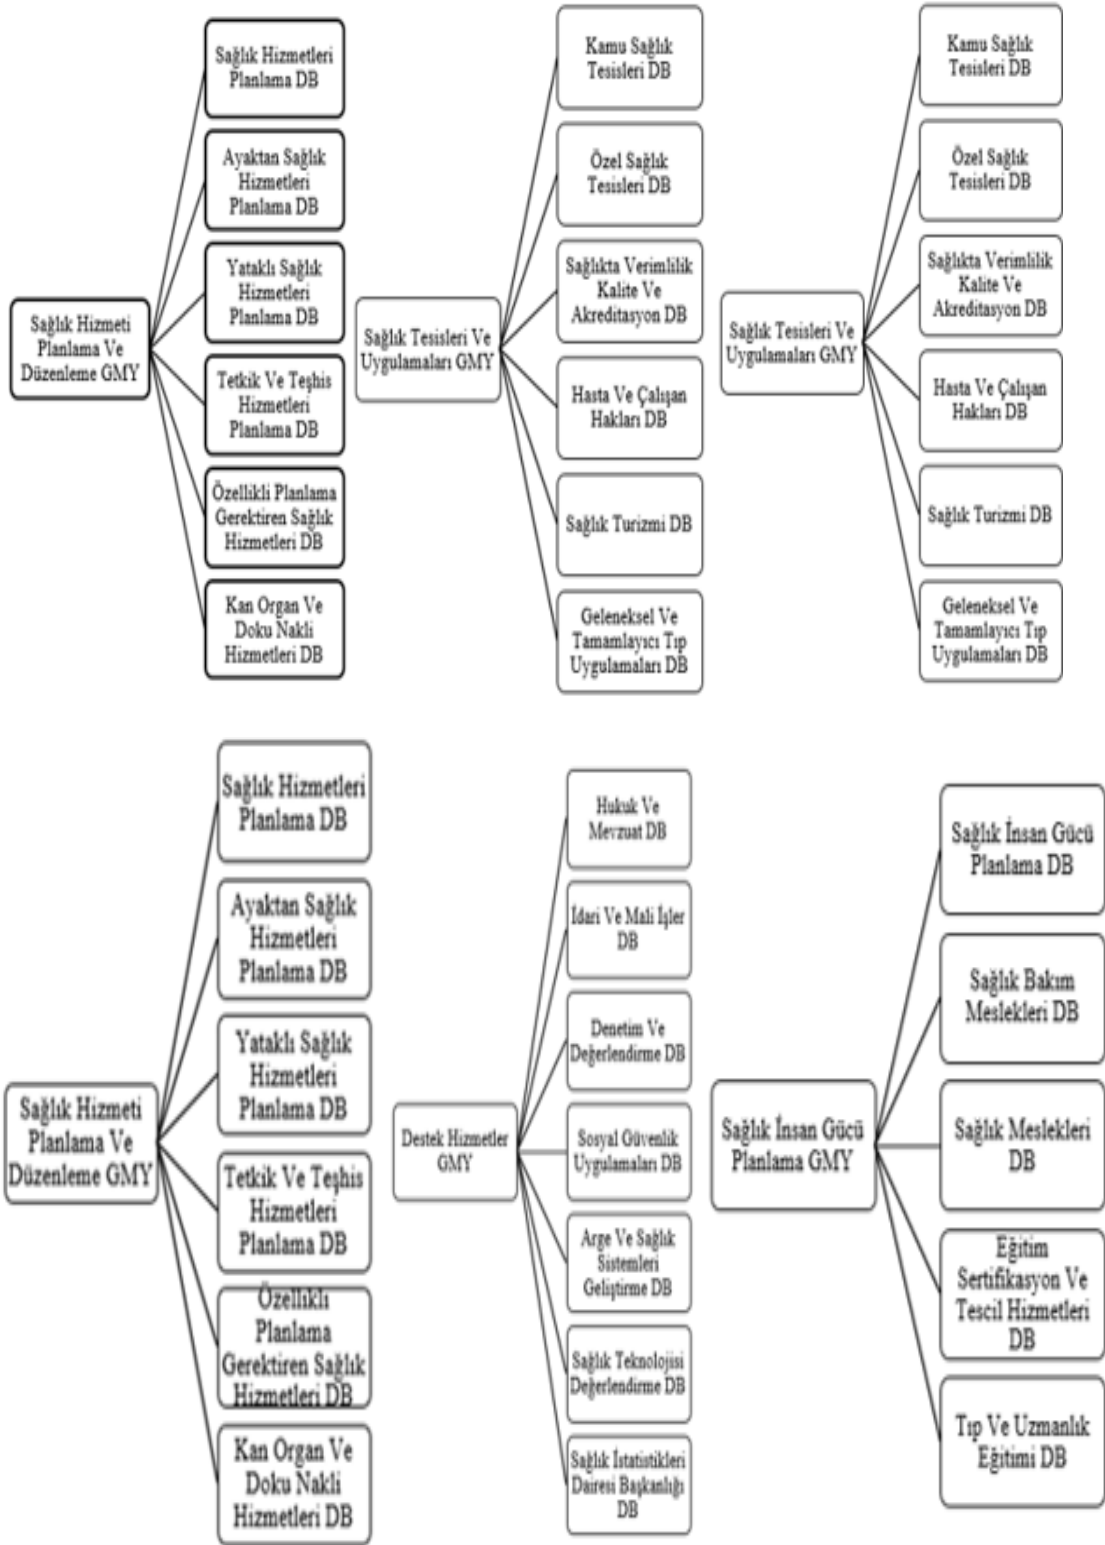 Sağlık Hizmeti
Planlama Ve
Düzenleme GMY
Sağlık Hizmetleri
Planlama DB
Ayaktan Sağlık
Hizmetleri
Planlama DB
Yataklı Sağlık
Hizmetleri
Planlama DB
Tetkik Ve Teşhis
Hizmetleri
Planlama DB
Özellikli Planlama
Gerektiren Sağlık
Hizmetleri DB
Kan Organ Ve
Doku Nakli
Hizmetleri DB
Sağlık Tesisleri Ve
Uygulamaları GMY
Kamu Sağlık
Tesisleri DB
Özel Sağlık
Tesisleri DB
Sağlıkta Verimlilik
Kalite Ve
Akreditasyon DB
Hasta Ve Çalışan
Hakları DB
Sağlık Turizmi DB
Geleneksel Ve
Tamamlayıcı Tıp
Uygulamaları DB
Sağlık Tesisleri Ve
Uygulamaları GMY
Kamu Sağlık
Tesisleri DB
Özel Sağlık
Tesisleri DB
Sağlıkta Verimlilik
Kalite Ve
Akreditasyon DB
Hasta Ve Çalışan
Hakları DB
Sağlık Turizmi DB
Geleneksel Ve
Tamamlayıcı Tıp
Uygulamaları DB
Sağlık Hizmeti
Planlama Ve
Düzenleme GMY
Sağlık Hizmetleri
Planlama DB
Ayaktan Sağlık
Hizmetleri
Planlama DB
Yataklı Sağlık
Hizmetleri
Planlama DB
Tetkik Ve Teşhis
Hizmetleri
Planlama DB
Özellikli
Planlama
Gerektiren Sağlık
Hizmetleri DB
Kan Organ Ve
Doku Nakli
Hizmetleri DB
Destek Hizmetler
GMY
Hukuk Ve
Mevzuat DB
İdari Ve Mali İşler
DB
Denetim Ve
Değerlendirme DB
Sosyal Güvenlik
Uygulamaları DB
Arge Ve Sağlık
Sistemleri
Geliştirme DB
Sağlık Teknolojisi
Değerlendirme DB
Sağlık İstatistikleri
Dairesi Başkanlığı
DB
Sağlık İnsan Gücü
Planlama GMY
Sağlık İnsan Gücü
Planlama DB
Sağlık Bakım
Meslekleri DB
Sağlık Meslekleri
DB
Eğitim
Sertifikasyon Ve
Tescil Hizmetleri
DB
Tıp Ve Uzmanlık
Eğitimi DB